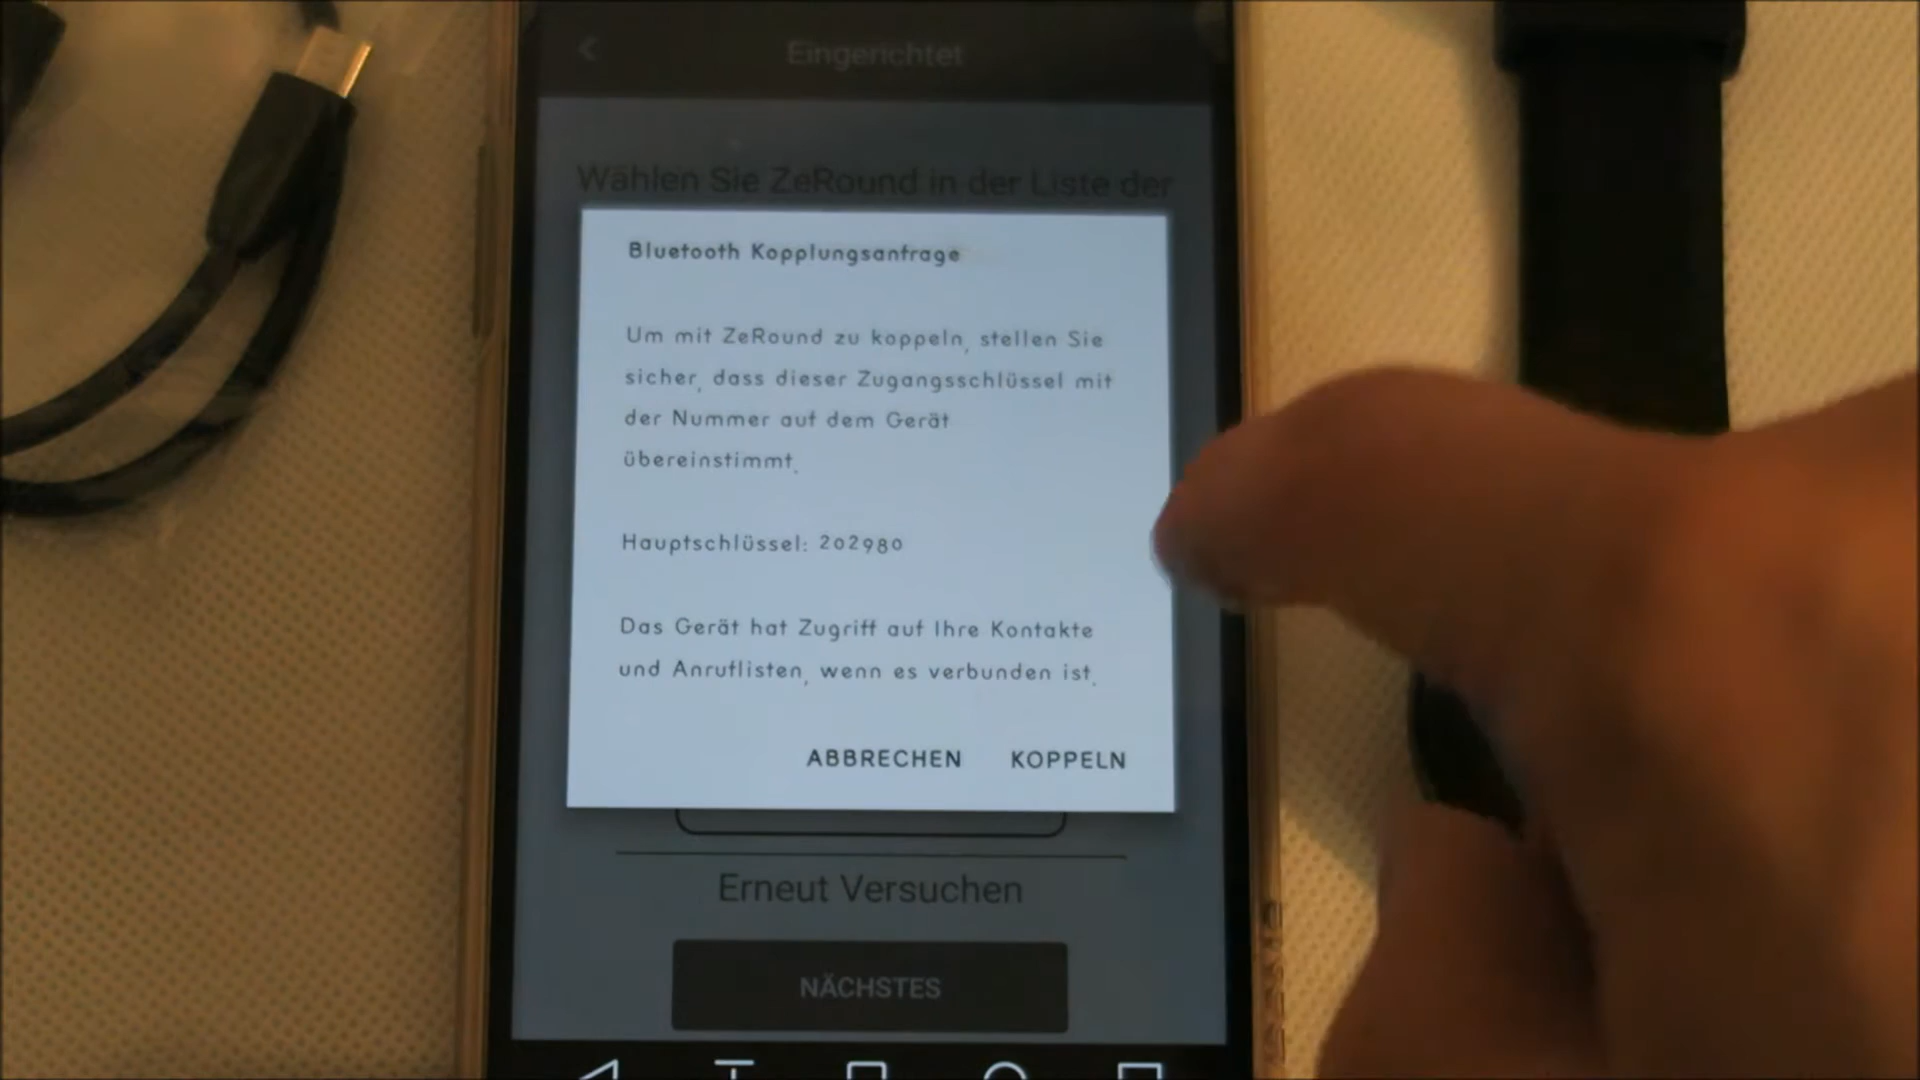 Eingerichtet
Wählen Sie ZeRound in der Liste der
Bluetooth Kopplungsanfrage
Um mit ZeRound zu koppeln, stellen Sie
sicher, dass dieser Zugangsschlüssel mit
der Nummer auf dem Gerät
übereinstimmt.
Hauptschlüssel: 202980
Das Gerät hat Zugriff auf Ihre Kontakte
und Anruflisten, wenn es verbunden ist.
ABBRECHEN KOPPELN
Erneut Versuchen
NÄCHSTES